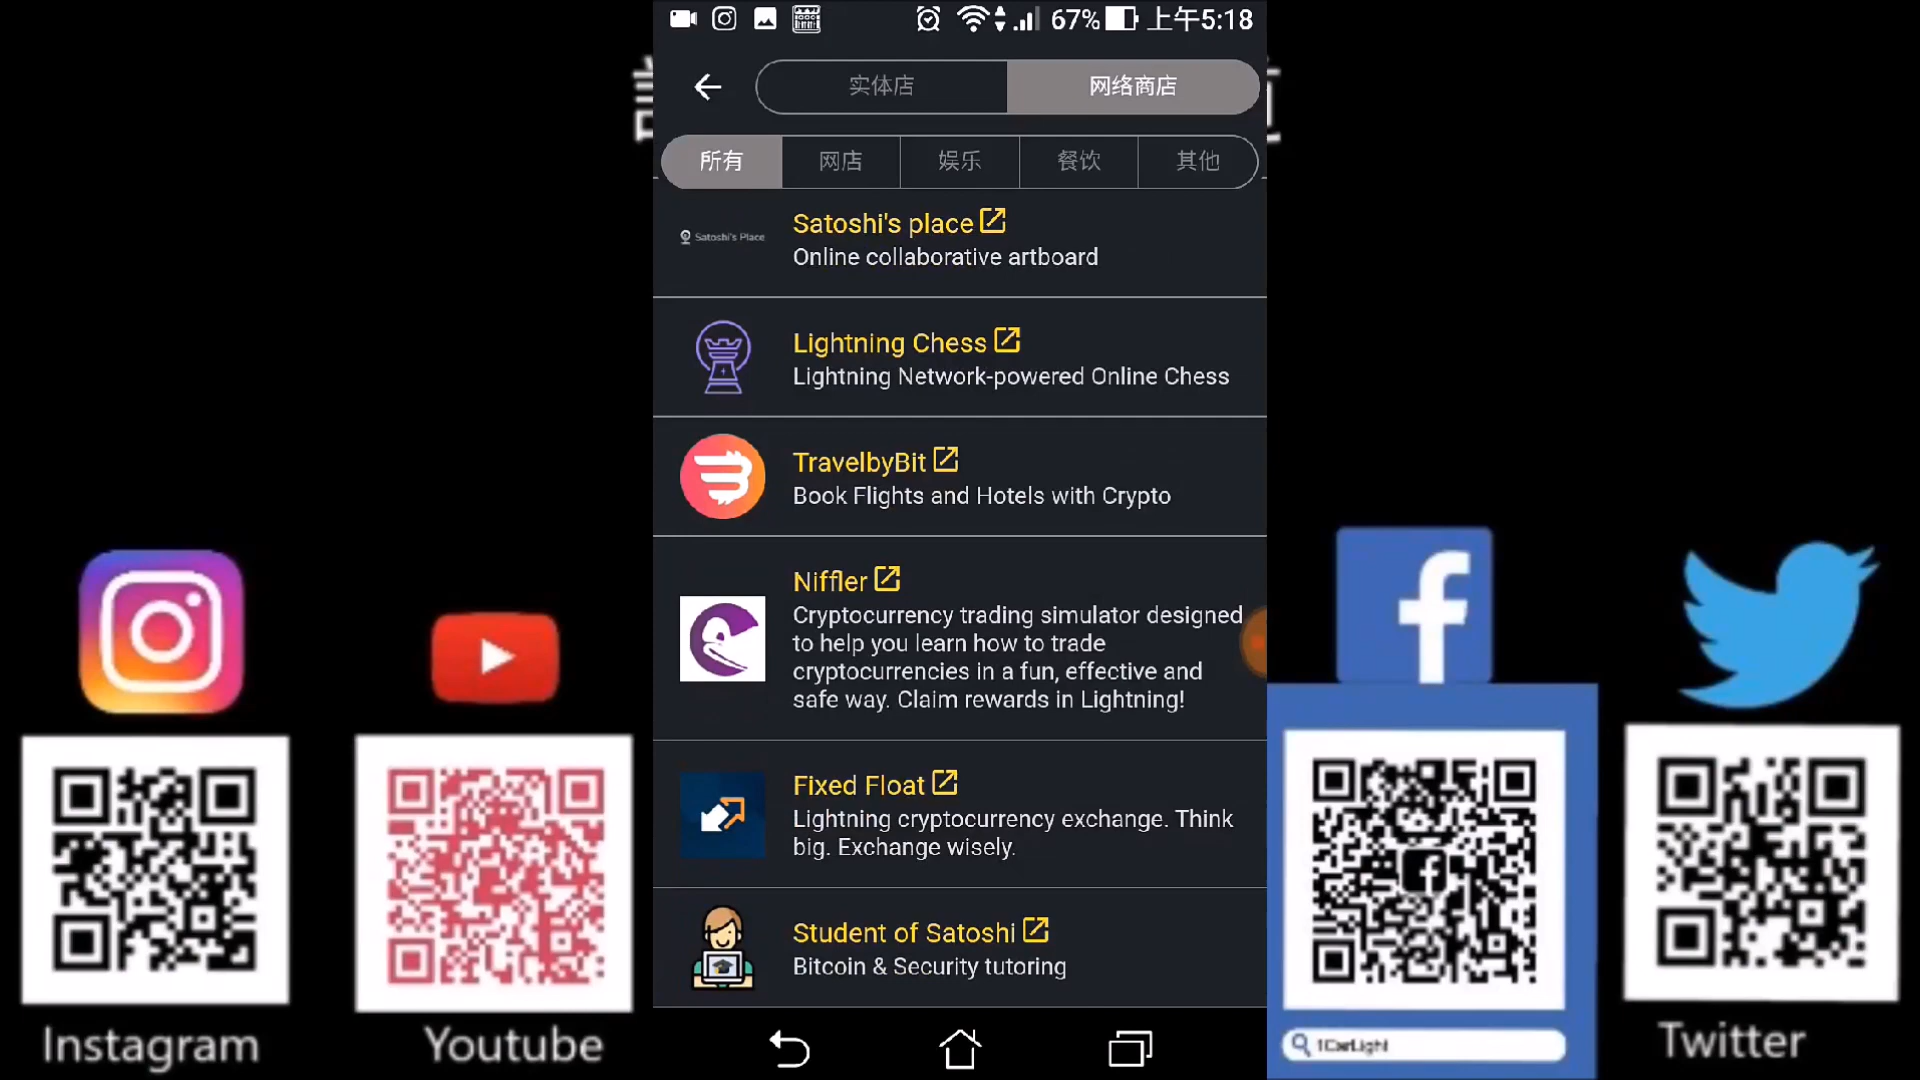 67% 上午5:18
实体店 网络商店
所有 网店 娱乐 餐饮 其他
Satoshi's Place
Satoshi's place
Online collaborative artboard
Lightning Chess
Lightning Network-powered Online Chess
TravelbyBit
Book Flights and Hotels with Crypto
Niffler
Cryptocurrency trading simulator designed
to help you learn how to trade
cryptocurrencies in a fun, effective and
safe way. Claim rewards in Lightning!
Fixed Float
Lightning cryptocurrency exchange. Think
big. Exchange wisely.
Student of Satoshi
Bitcoin & Security tutoring
Instagram
Youtube
1CarLight
Twitter